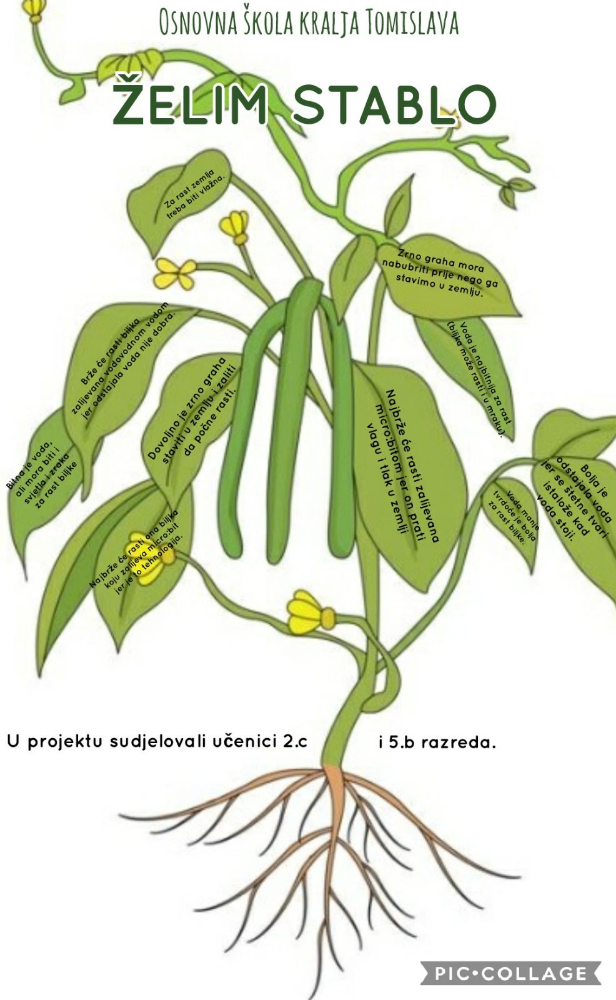 Osnovna škola kralja Tomislava
ŽELIM STABLO
Za rast zemlja
treba biti vlažna.
Zrno graha mora
nabubriti prije nego ga
stavimo u zemlju.
Brže će rasti biljka
zalijevana vodovodnom vodom
jer odstajala voda nije dobra.
Voda je najbitnija za rast
(biljka može rasti i u mraku).
Dovoljno je zrno graha
staviti u zemlju i zaliti
da počne rasti.
Najbrže će rasti zalijevana
micro:bitom jer on prati
vlagu i tlak u zemlji
Bitna je voda,
ali mora biti i
svjetla i zraka
za rast biljke
Bolja je
odstajala voda
jer se štetne tvari
istalože kad
voda stoji.
Voda manje
tvrdoće je bolja
za rast biljke.
Najbrže će rasti ona biljka
koju zalijeva micro:bit
jer je to tehnologija.
U projektu sudjelovali učenici 2.c i 5.b razreda.
PIC•COLLAGE